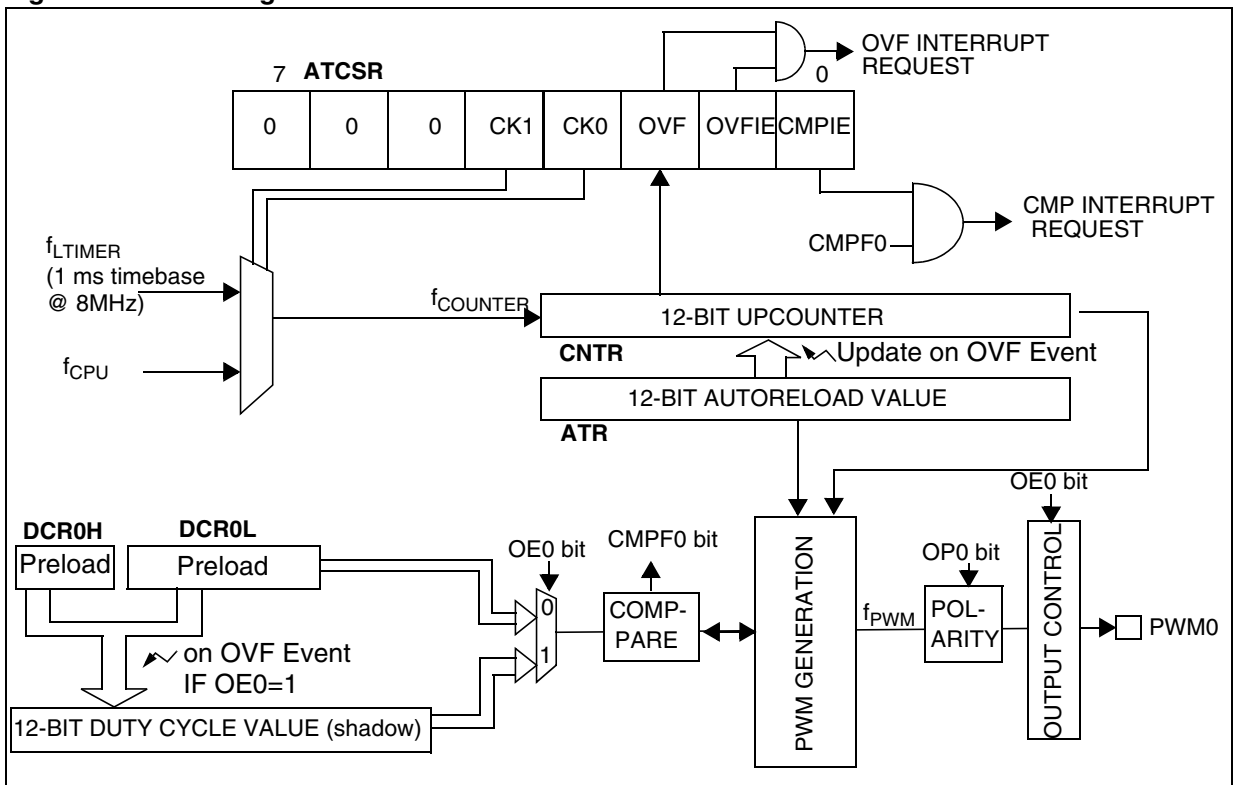 7 ATCSR 0
0 0 0 CK1 CK0 OVF OVFIE CMPIE
OVF INTERRUPT
REQUEST
CMP INTERRUPT
REQUEST
CMPF0
fLTIMER
(1 ms timebase
@ 8MHz)
fCPU
fCOUNTER
12-BIT UPCOUNTER
CNTR
Update on OVF Event
12-BIT AUTORELOAD VALUE
ATR
OE0 bit
DCR0H DCR0L
Preload Preload
OE0 bit
CMPF0 bit
0
1
COMP-
PARE
PWM GENERATION
fPWM
OP0 bit
POL-
ARITY
OUTPUT CONTROL
PWM0
on OVF Event
IF OE0=1
12-BIT DUTY CYCLE VALUE (shadow)